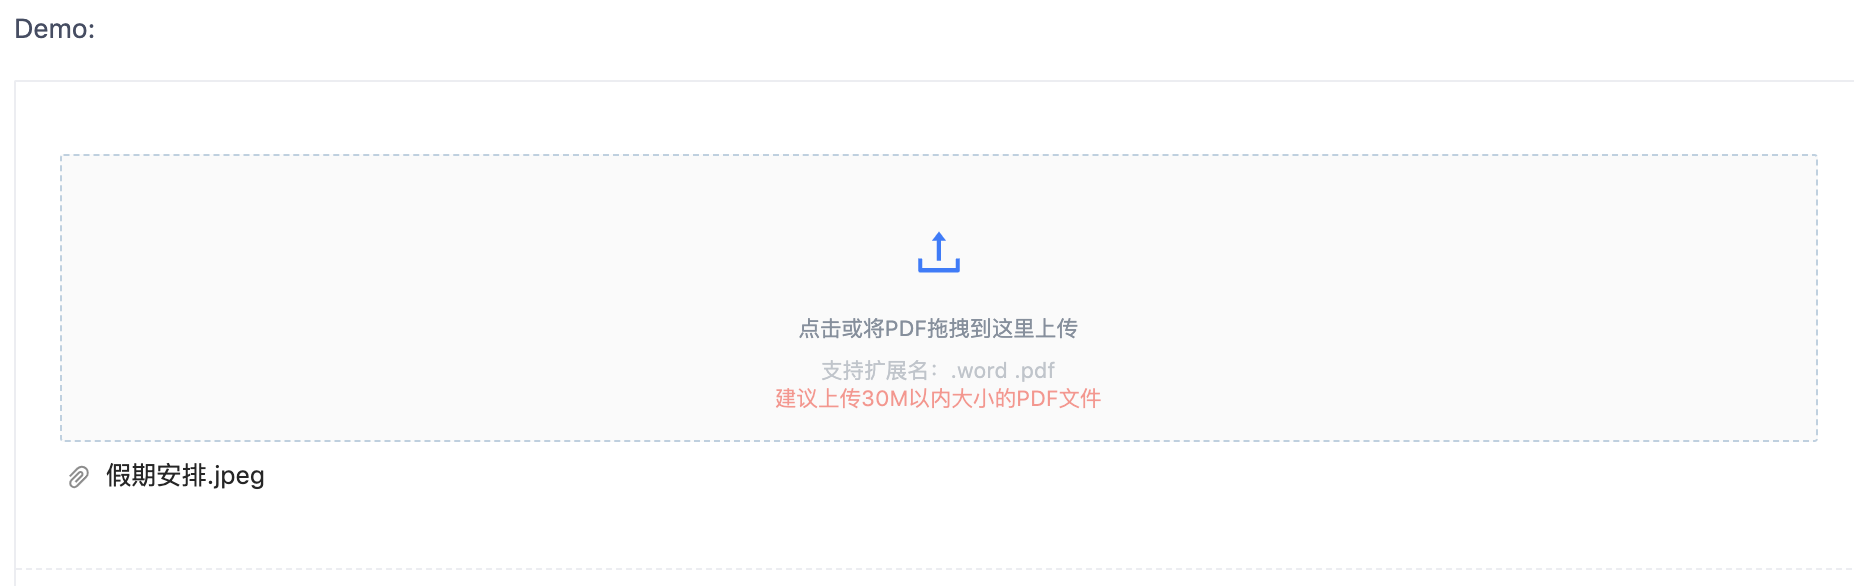 Demo:
点击或将PDF拖拽到这里上传
支持扩展名：.word .pdf
建议上传30M以内大小的PDF文件
假期安排.jpeg